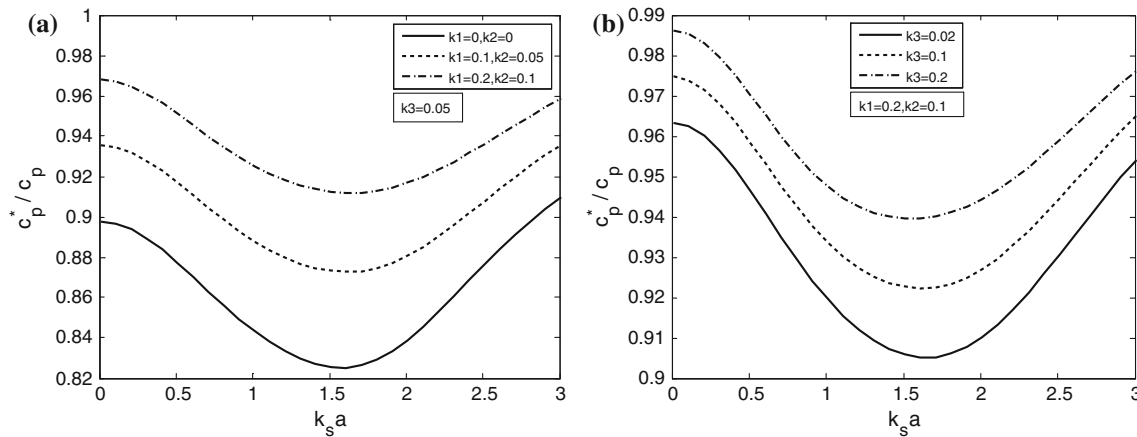 (a)
1
0.98
0.96
0.94
0.92
0.9
0.88
0.86
0.84
0.82
c*p / cp
0 0.5 1 1.5 2 2.5 3
ksa
k1=0,k2=0
k1=0.1,k2=0.05
k1=0.2,k2=0.1
k3=0.05
(b)
0.99
0.98
0.97
0.96
0.95
0.94
0.93
0.92
0.91
0.9
c*p / cp
0 0.5 1 1.5 2 2.5 3
ksa
k3=0.02
k3=0.1
k3=0.2
k1=0.2,k2=0.1